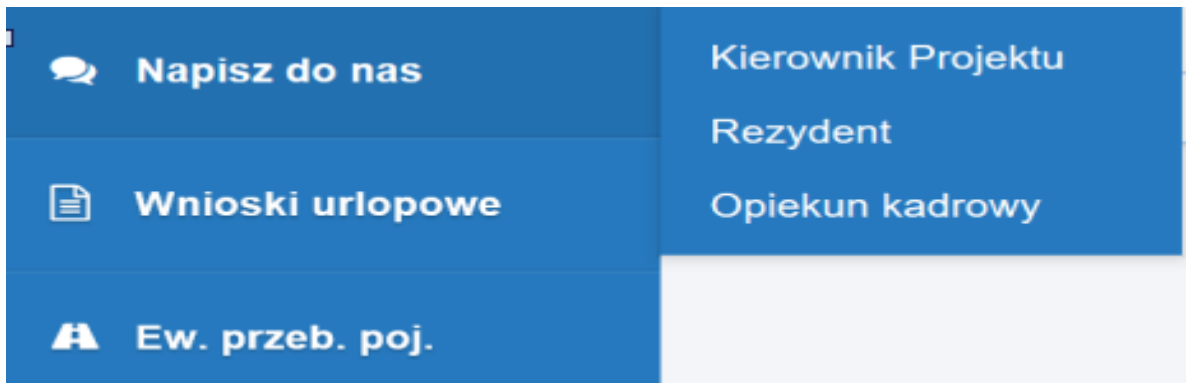 Napisz do nas
Wnioski urlopowe
Ew. przeb. poj.
Kierownik Projektu
Rezydent
Opiekun kadrowy